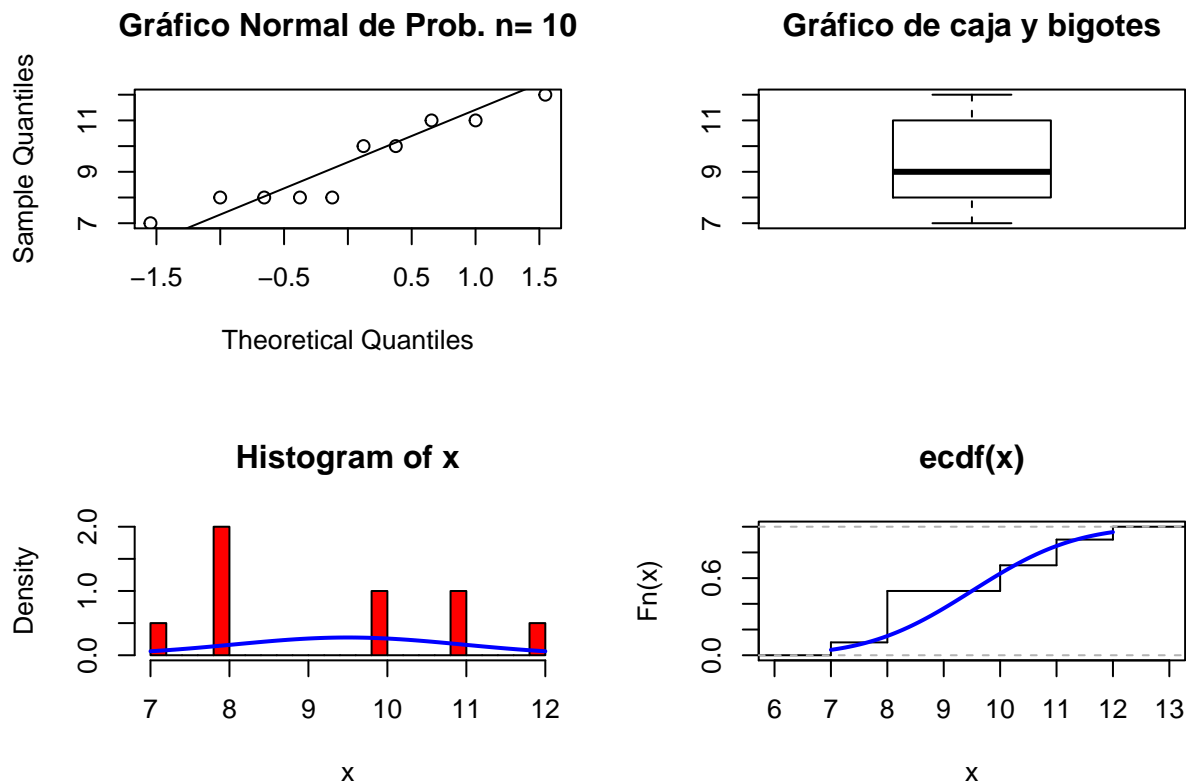 Gráfico Normal de Prob. n= 10
Sample Quantiles
7 9 11
−1.5 −0.5 0.5 1.0 1.5
Theoretical Quantiles
Gráfico de caja y bigotes
7 9 11
Histogram of x
Density
0.0 1.0 2.0
7 8 9 10 11 12
x
ecdf(x)
Fn(x)
0.0 0.6
6 7 8 9 10 11 12 13
x